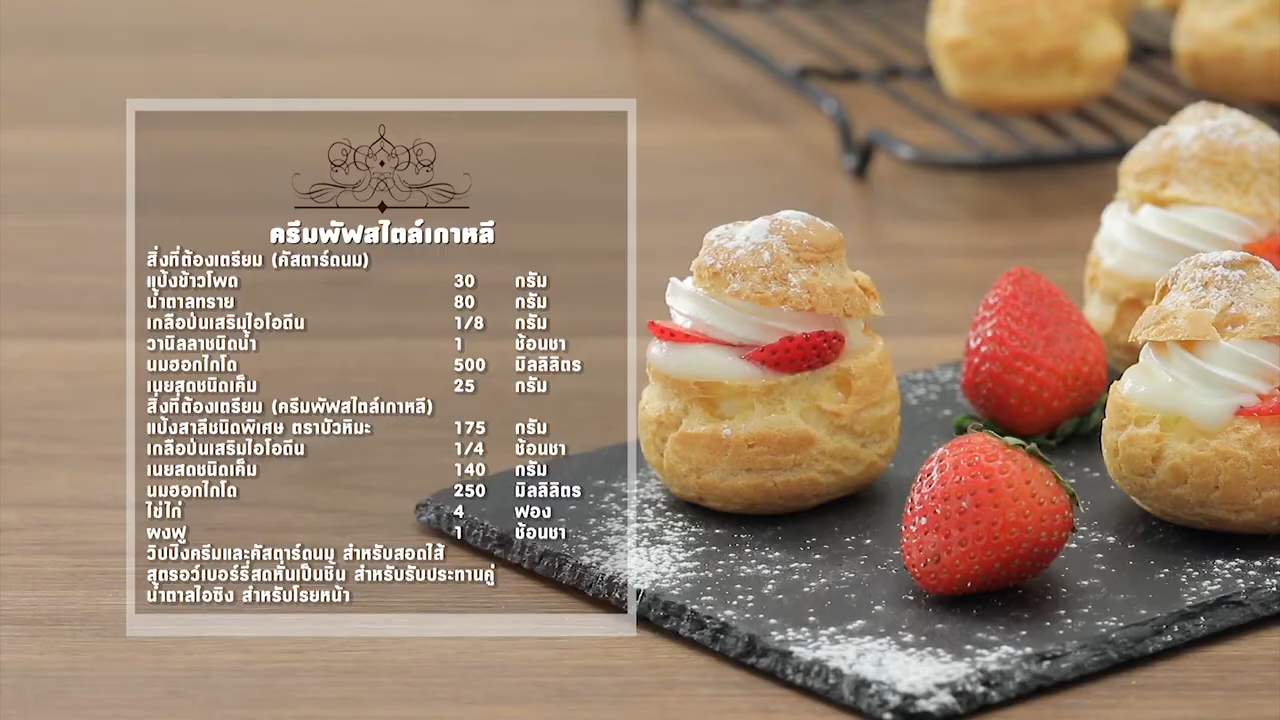 ครีมพัฟสไตล์เกาหลี
สิ่งที่ต้องเตรียม (คัสตาร์ดนม)
แป้งข้าวโพด 30 กรัม
น้ำตาลทราย 80 กรัม
เกลือป่นเสริมไอโอดีน 1/8 กรัม
วานิลลาชนิดน้ำ 1 ช้อนชา
นมฮอกไกโด 500 มิลลิลิตร
เนยสดชนิดเค็ม 25 กรัม
สิ่งที่ต้องเตรียม (ครีมพัฟสไตล์เกาหลี)
แป้งสาลีชนิดพิเศษ ตราบัวหิมะ 175 กรัม
เกลือป่นเสริมไอโอดีน 1/4 ช้อนชา
เนยสดชนิดเค็ม 140 กรัม
นมฮอกไกโด 250 มิลลิลิตร
ไข่ไก่ 4 ฟอง
ผงฟู 1 ช้อนชา
วิปปิ้งครีมและคัสตาร์ดนม สำหรับสอดไส้
สตรอว์เบอร์รี่สดหั่นเป็นชิ้น สำหรับรับประทานคู่
น้ำตาลไอซิง สำหรับโรยหน้า